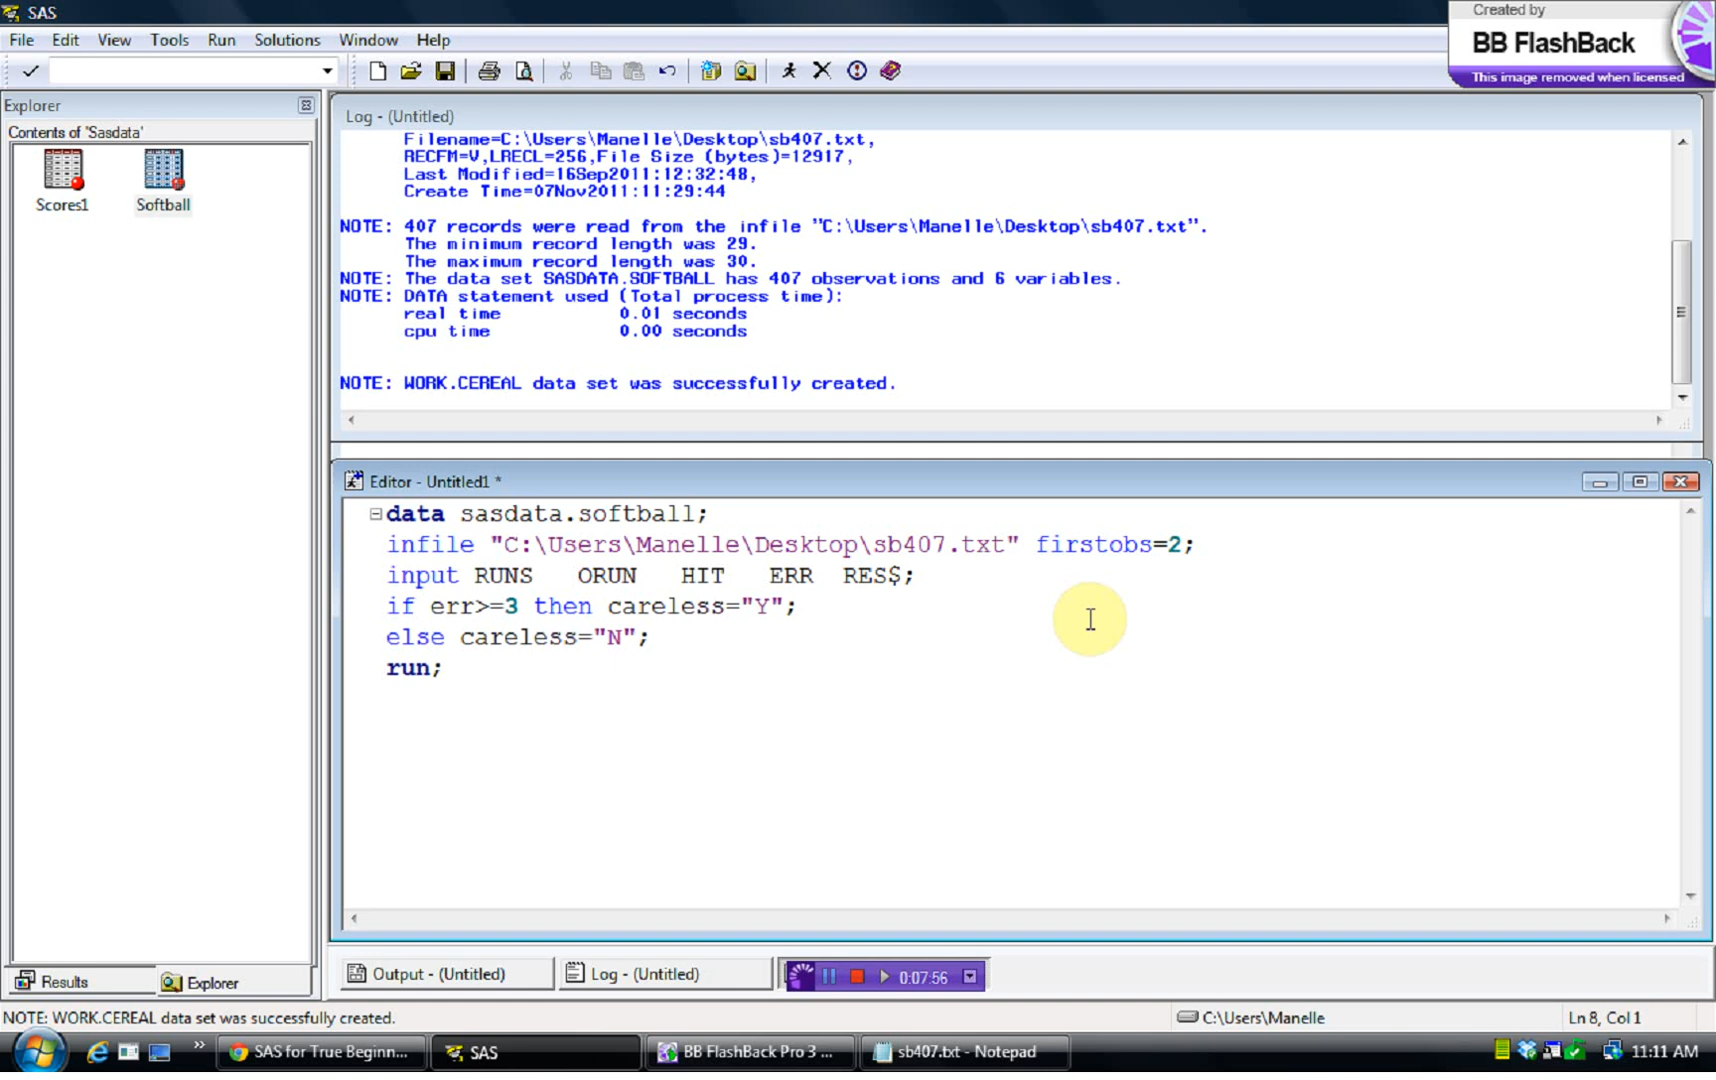 SAS
Created by
BB FlashBack
This image removed when licensed
File Edit View Tools Run Solutions Window Help
Explorer
Contents of 'Sasdata'
Scores1
Softball
Log - (Untitled)
Filename=C:\Users\Manelle\Desktop\sb407.txt,
RECFM=V,LRECL=256,File Size (bytes)=12917,
Last Modified=16Sep2011:12:32:48,
Create Time=07Nov2011:11:29:44
NOTE: 407 records were read from the infile "C:\Users\Manelle\Desktop\sb407.txt".
The minimum record length was 29.
The maximum record length was 30.
NOTE: The data set SASDATA.SOFTBALL has 407 observations and 6 variables.
NOTE: DATA statement used (Total process time):
real time 0.01 seconds
cpu time 0.00 seconds
NOTE: WORK.CEREAL data set was successfully created.
Editor - Untitled1 *
data sasdata.softball;
infile "C:\Users\Manelle\Desktop\sb407.txt" firstobs=2;
input RUNS ORUN HIT ERR RES$;
if err>=3 then careless="Y";
else careless="N";
run;
Results
Explorer
Output - (Untitled)
Log - (Untitled)
0:07:56
NOTE: WORK.CEREAL data set was successfully created.
C:\Users\Manelle
Ln 8, Col 1
SAS for True Beginn...
SAS
BB FlashBack Pro 3 ...
sb407.txt - Notepad
11:11 AM